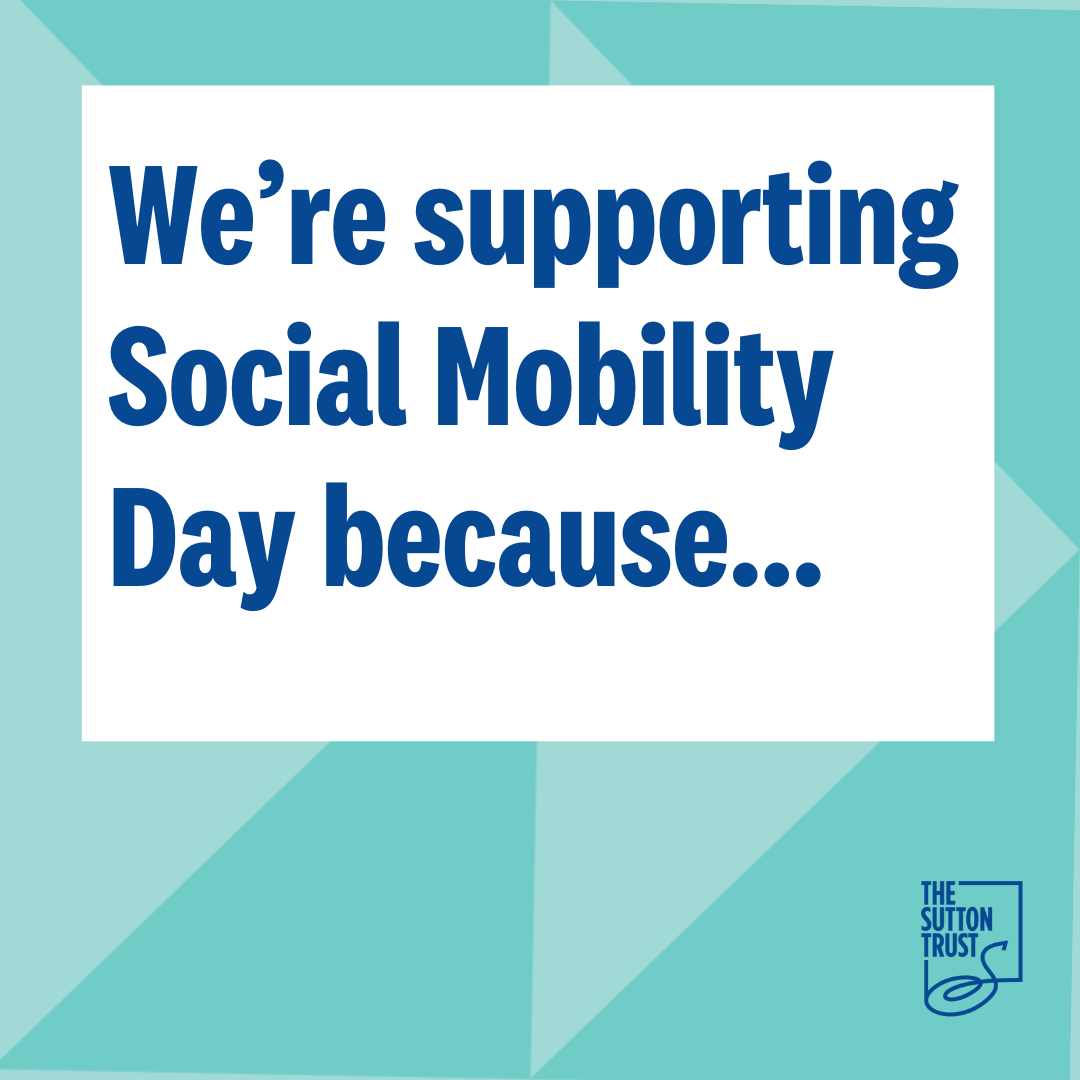 We’re supporting
Social Mobility
Day because...
THE
SUTTON
TRUST